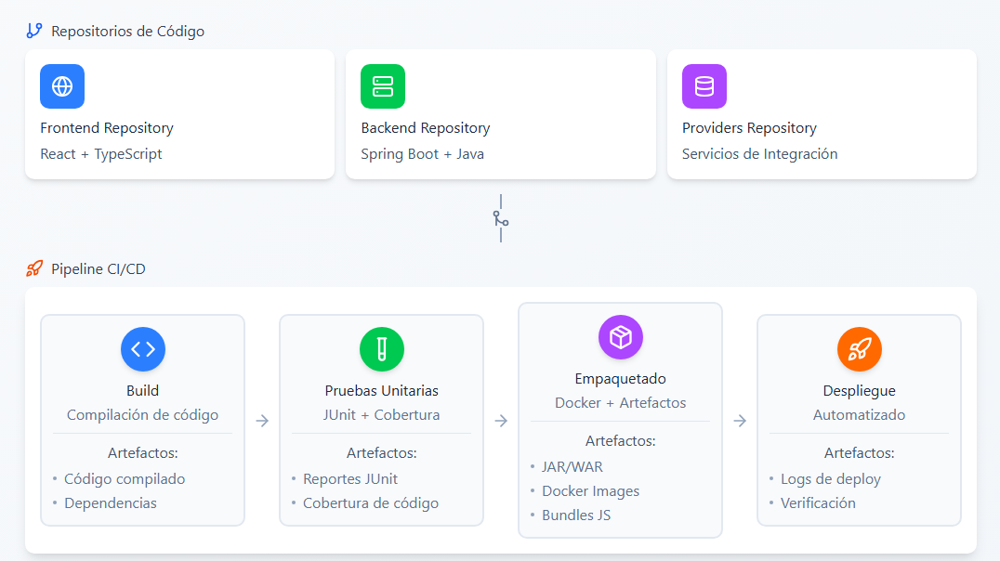 Repositorios de Código
Frontend Repository
React + TypeScript
Backend Repository
Spring Boot + Java
Providers Repository
Servicios de Integración
Pipeline CI/CD
Build
Compilación de código
Artefactos:
• Código compilado
• Dependencias
Pruebas Unitarias
JUnit + Cobertura
Artefactos:
• Reportes JUnit
• Cobertura de código
Empaquetado
Docker + Artefactos
Artefactos:
• JAR/WAR
• Docker Images
• Bundles JS
Despliegue
Automatizado
Artefactos:
• Logs de deploy
• Verificación